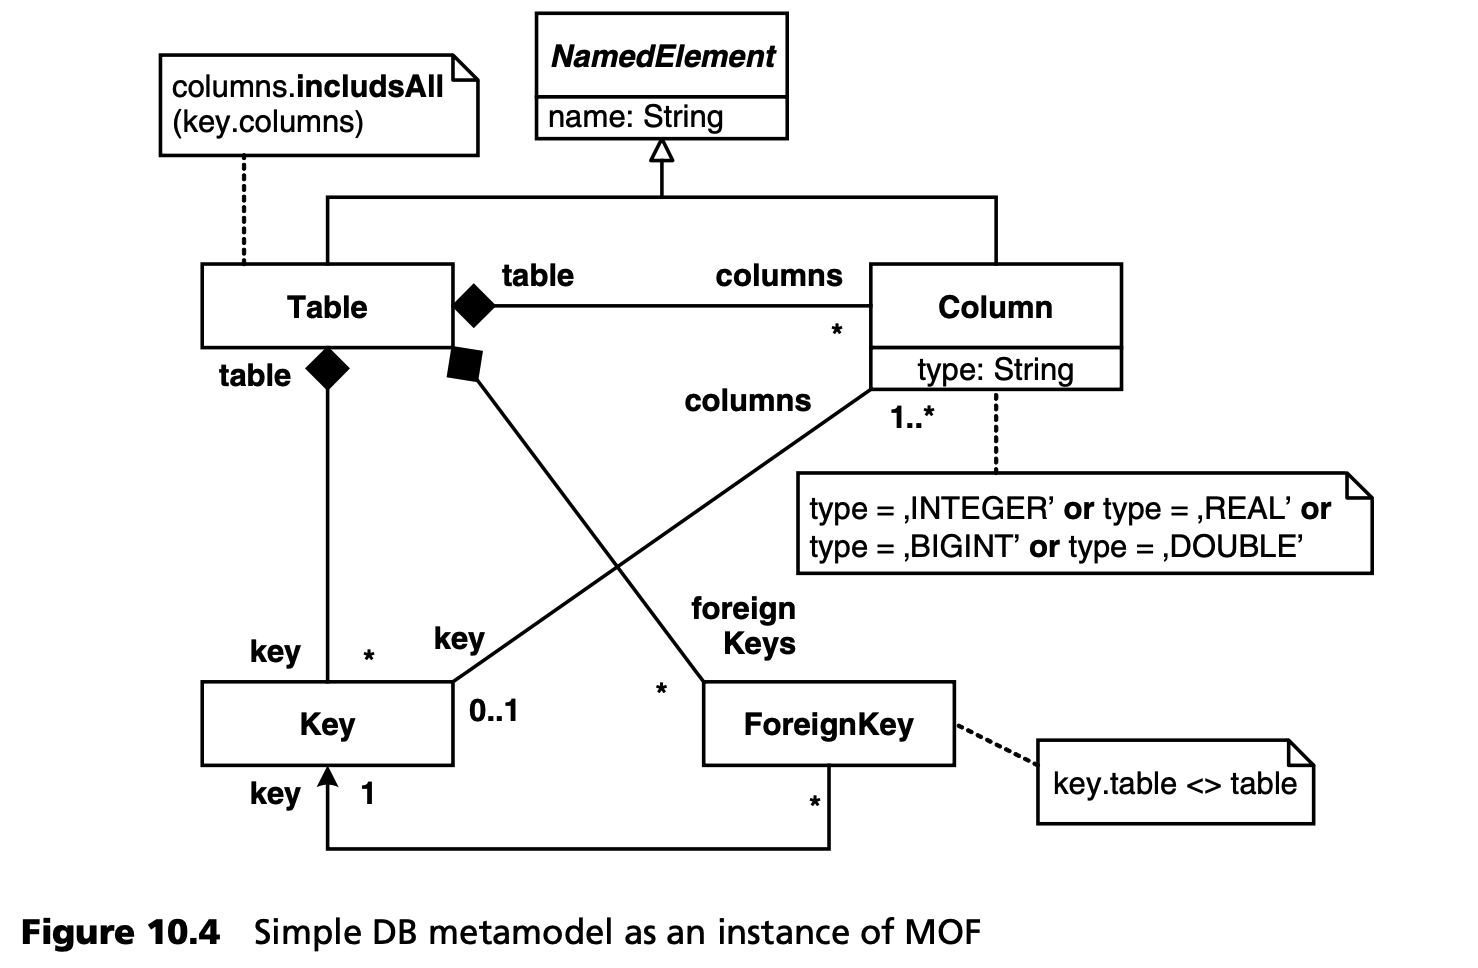 NamedElement
name: String
columns.includsAll
(key.columns)
Table
table
columns
*
Column
type: String
table
columns
1..*
type = ‚INTEGER’ or type = ‚REAL’ or
type = ‚BIGINT’ or type = ‚DOUBLE’
foreign
Keys
key
*
key
0..1
*
Key
ForeignKey
key.table <> table
key
1
*
Figure 10.4 Simple DB metamodel as an instance of MOF